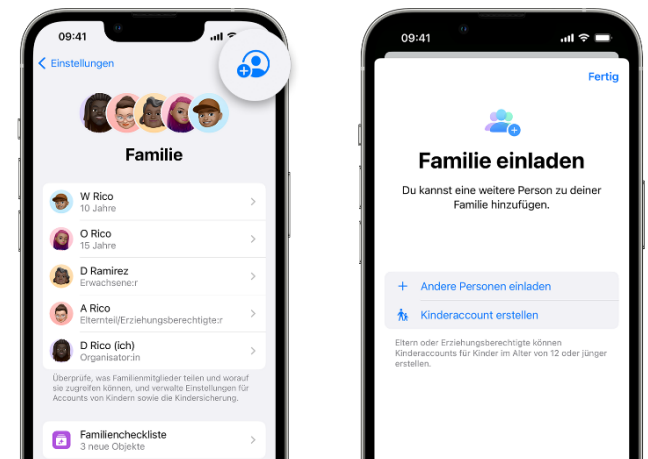 09:41
Einstellungen
Familie
W Rico
10 Jahre
O Rico
15 Jahre
D Ramirez
Erwachsene:r
A Rico
Elternteil/Erziehungsberechtigte:r
D Rico (ich)
Organisator:in
Überprüfe, was Familienmitglieder teilen und worauf
sie zugreifen können, und verwalte Einstellungen für
Accounts von Kindern sowie die Kindersicherung.
Familiencheckliste
3 neue Objekte
09:41
Fertig
Familie einladen
Du kannst eine weitere Person zu deiner
Familie hinzufügen.
Andere Personen einladen
Kinderaccount erstellen
Eltern oder Erziehungsberechtigte können
Kinderaccounts für Kinder im Alter von 12 oder jünger
erstellen.